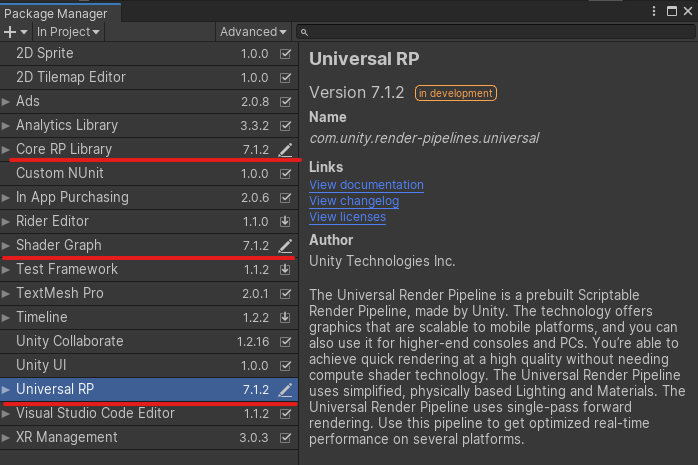 Package Manager
In Project
Advanced
2D Sprite 1.0.0
2D Tilemap Editor 1.0.0
Ads 2.0.8
Analytics Library 3.3.2
Core RP Library 7.1.2
Custom NUnit 1.0.0
In App Purchasing 2.0.6
Rider Editor 1.1.0
Shader Graph 7.1.2
Test Framework 1.1.2
TextMesh Pro 2.0.1
Timeline 1.2.2
Unity Collaborate 1.2.16
Unity UI 1.0.0
Universal RP 7.1.2
Visual Studio Code Editor 1.1.2
XR Management 3.0.3
Universal RP
Version 7.1.2 in development
Name
com.unity.render-pipelines.universal
Links
View documentation
View changelog
View licenses
Author
Unity Technologies Inc.
The Universal Render Pipeline is a prebuilt Scriptable
Render Pipeline, made by Unity. The technology offers
graphics that are scalable to mobile platforms, and you can
also use it for higher-end consoles and PCs. You're able to
achieve quick rendering at a high quality without needing
compute shader technology. The Universal Render Pipeline
uses simplified, physically based Lighting and Materials. The
Universal Render Pipeline uses single-pass forward
rendering. Use this pipeline to get optimized real-time
performance on several platforms.